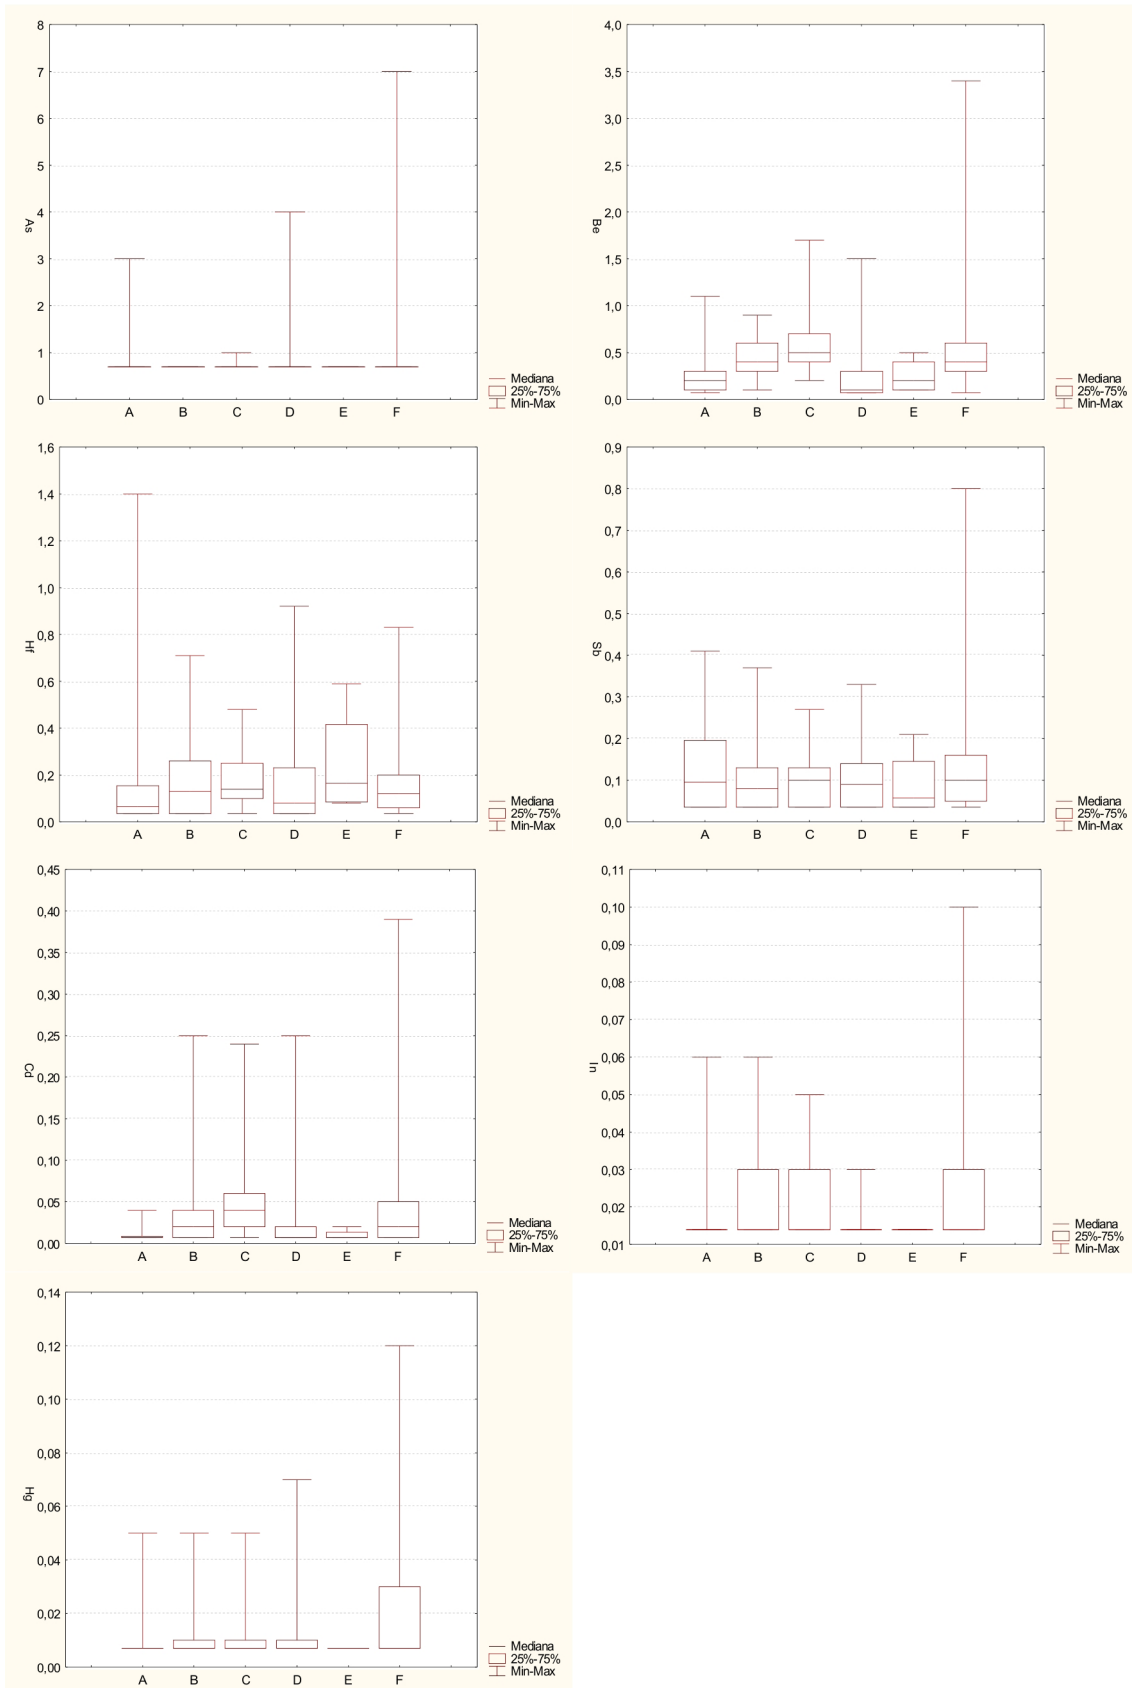 8
7
6
5
4
3
2
1
0
As
A B C D E F
Mediana
25%-75%
Min-Max
4,0
3,5
3,0
2,5
2,0
1,5
1,0
0,5
0,0
Be
A B C D E F
Mediana
25%-75%
Min-Max
1,6
1,4
1,2
1,0
0,8
0,6
0,4
0,2
0,0
Hf
A B C D E F
Mediana
25%-75%
Min-Max
0,9
0,8
0,7
0,6
0,5
0,4
0,3
0,2
0,1
0,0
Sb
A B C D E F
Mediana
25%-75%
Min-Max
0,45
0,40
0,35
0,30
0,25
0,20
0,15
0,10
0,05
0,00
Cd
A B C D E F
Mediana
25%-75%
Min-Max
0,11
0,10
0,09
0,08
0,07
0,06
0,05
0,04
0,03
0,02
0,01
In
A B C D E F
Mediana
25%-75%
Min-Max
0,14
0,12
0,10
0,08
0,06
0,04
0,02
0,00
Hg
A B C D E F
Mediana
25%-75%
Min-Max